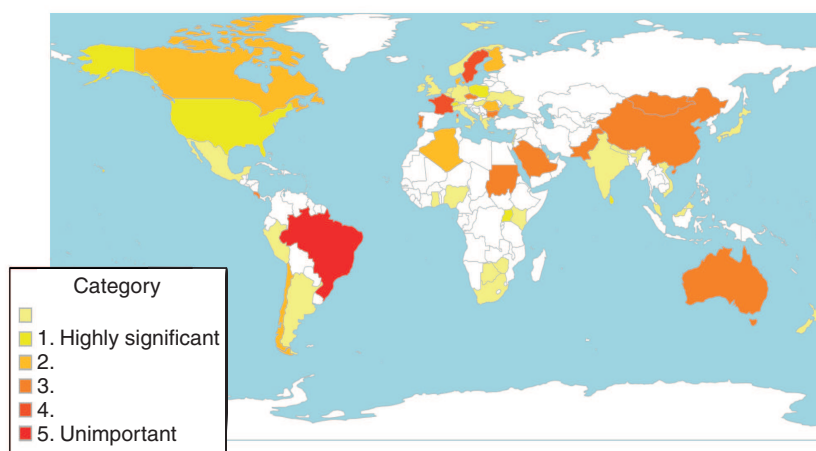 Category
1. Highly significant
2.
3.
4.
5. Unimportant